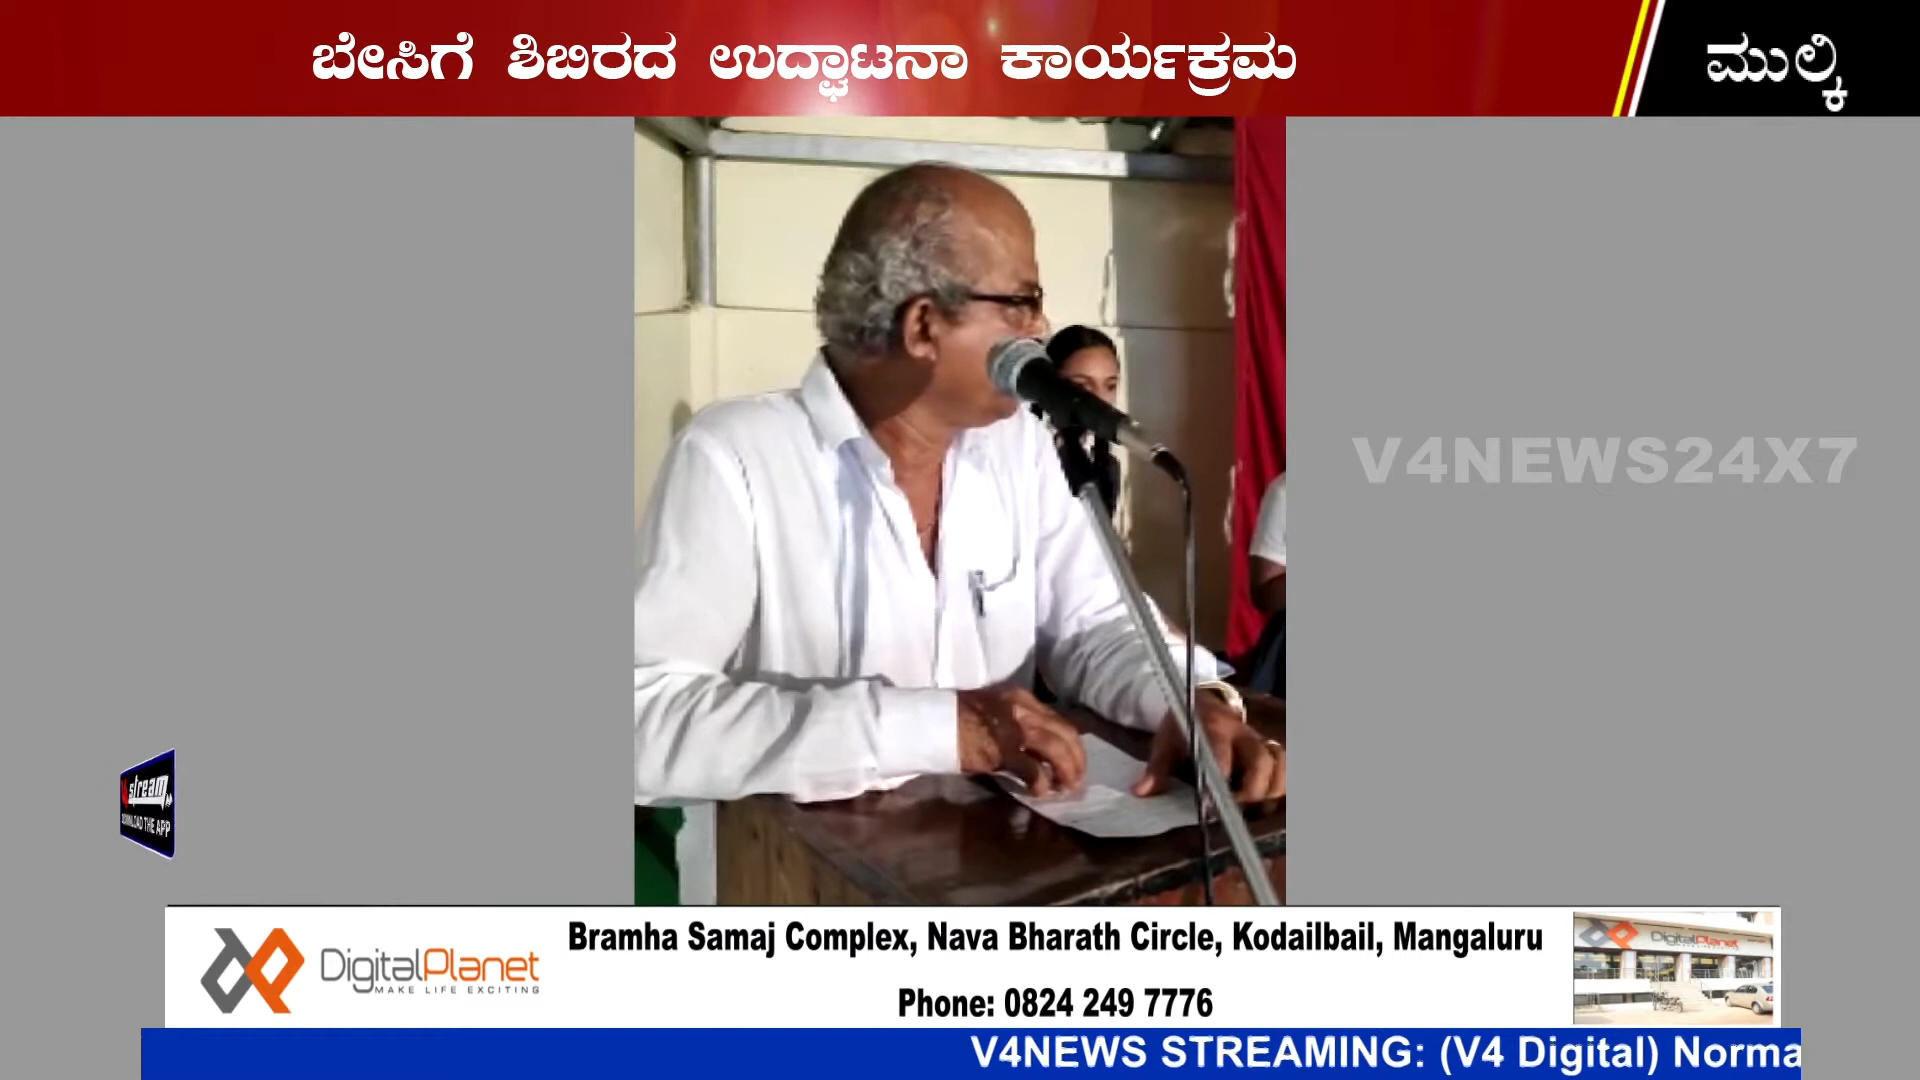 ಬೇಸಿಗೆ ಶಿಬಿರದ ಉದ್ಘಾಟನಾ ಕಾರ್ಯಕ್ರಮ
ಮುಲ್ಕಿ
V4NEWS24X7
stream
DOWNLOAD THE APP
DigitalPlanet
MAKE LIFE EXCITING
Bramha Samaj Complex, Nava Bharath Circle, Kodailbail, Mangaluru
Phone: 0824 249 7776
DigitalPlanet
V4NEWS STREAMING: (V4 Digital) Norma